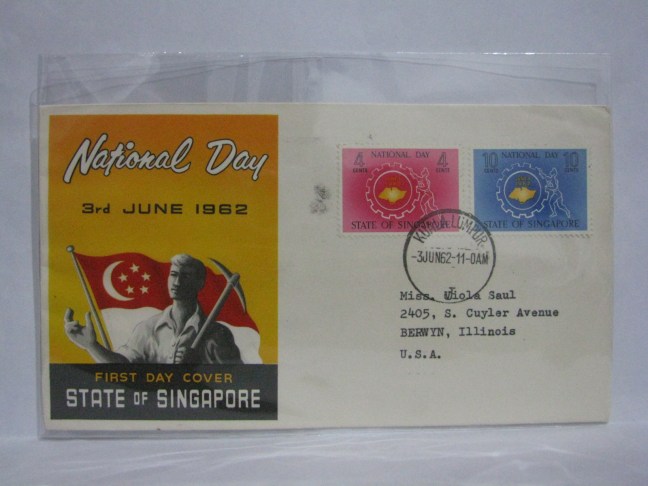 National Day
3rd JUNE 1962
FIRST DAY COVER
STATE OF SINGAPORE
4 CENTS NATIONAL DAY 4 CENTS
STATE OF SINGAPORE
10 CENTS NATIONAL DAY 10 CENTS
STATE OF SINGAPORE
KUALA LUMPUR
-3JUN62-11-0AM
I
Miss. Viola Saul
2405, S. Cuyler Avenue
BERWYN, Illinois
U.S.A.